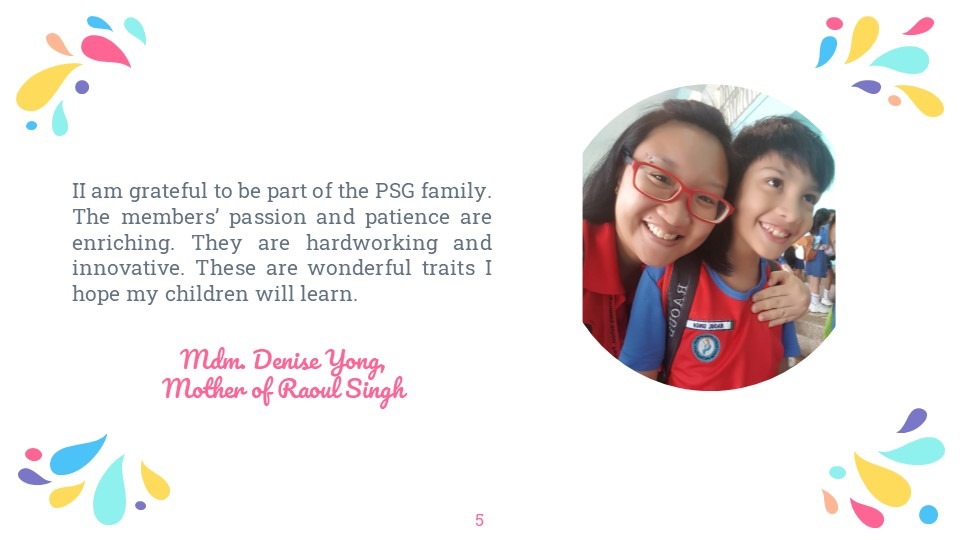 II am grateful to be part of the PSG family.
The members’ passion and patience are
enriching. They are hardworking and
innovative. These are wonderful traits I
hope my children will learn.
Mdm. Denise Yong,
Mother of Raoul Singh
RAOUL
5